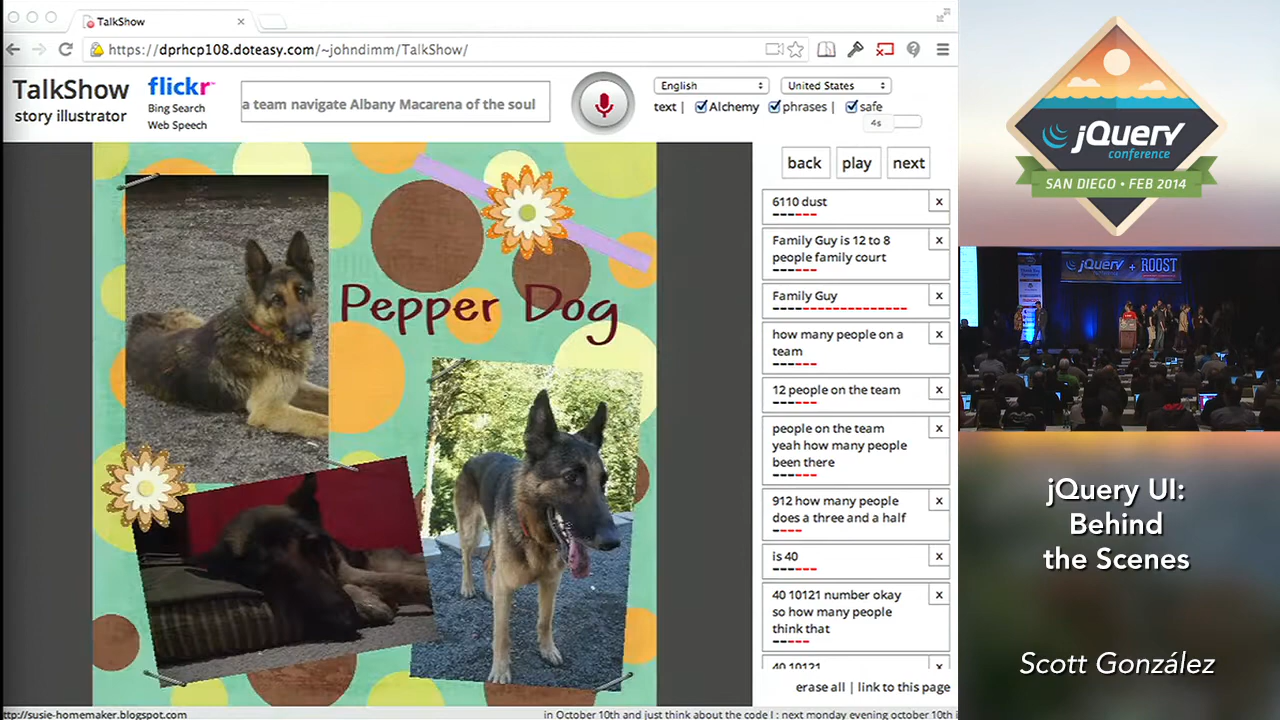 TalkShow
https://dprhcp108.doteasy.com/~johndimm/TalkShow/
TalkShow
story illustrator
flickr
Bing Search
Web Speech
a team navigate Albany Macarena of the soul
English
United States
text | Alchemy phrases | safe
4s
Pepper Dog
back play next
6110 dust x
Family Guy is 12 to 8 x
people family court
Family Guy x
how many people on a x
team
12 people on the team x
people on the team x
yeah how many people
been there
912 how many people x
does a three and a half
is 40 x
40 10121 number okay x
so how many people
think that
40 10121
erase all | link to this page
http://susie-homemaker.blogspot.com
in October 10th and just think about the code I : next monday evening october 10th i
jQuery
conference
SAN DIEGO • FEB 2014
jQuery + ROOST
jQuery UI:
Behind
the Scenes
Scott González